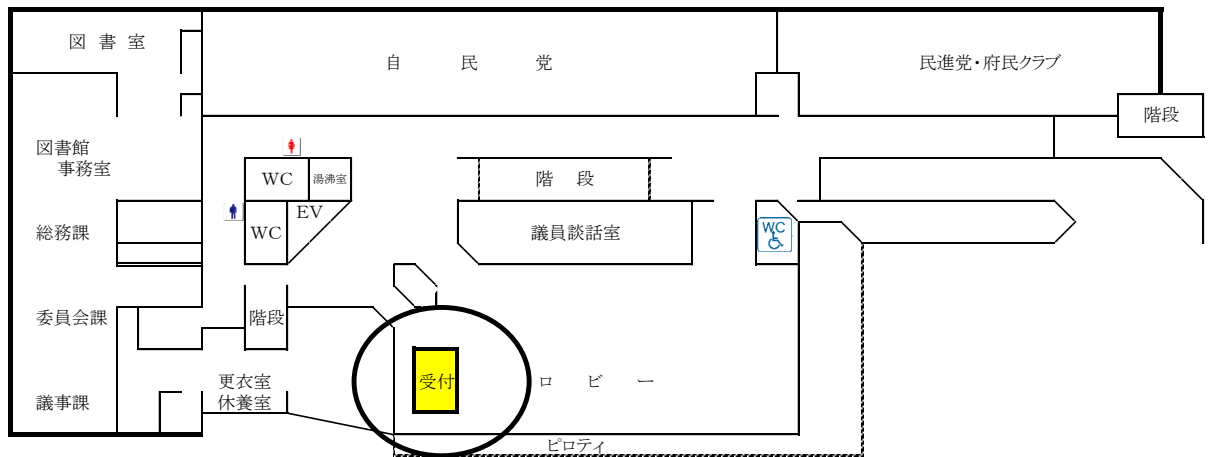 図 書 室
自 民 党
民進党・府民クラブ
階段
図書館
事務室
WC
湯沸室
階 段
総務課
WC
EV
議員談話室
WC
委員会課
階段
議事課
更衣室
休養室
受付
ロ ビ ー
ピロティ